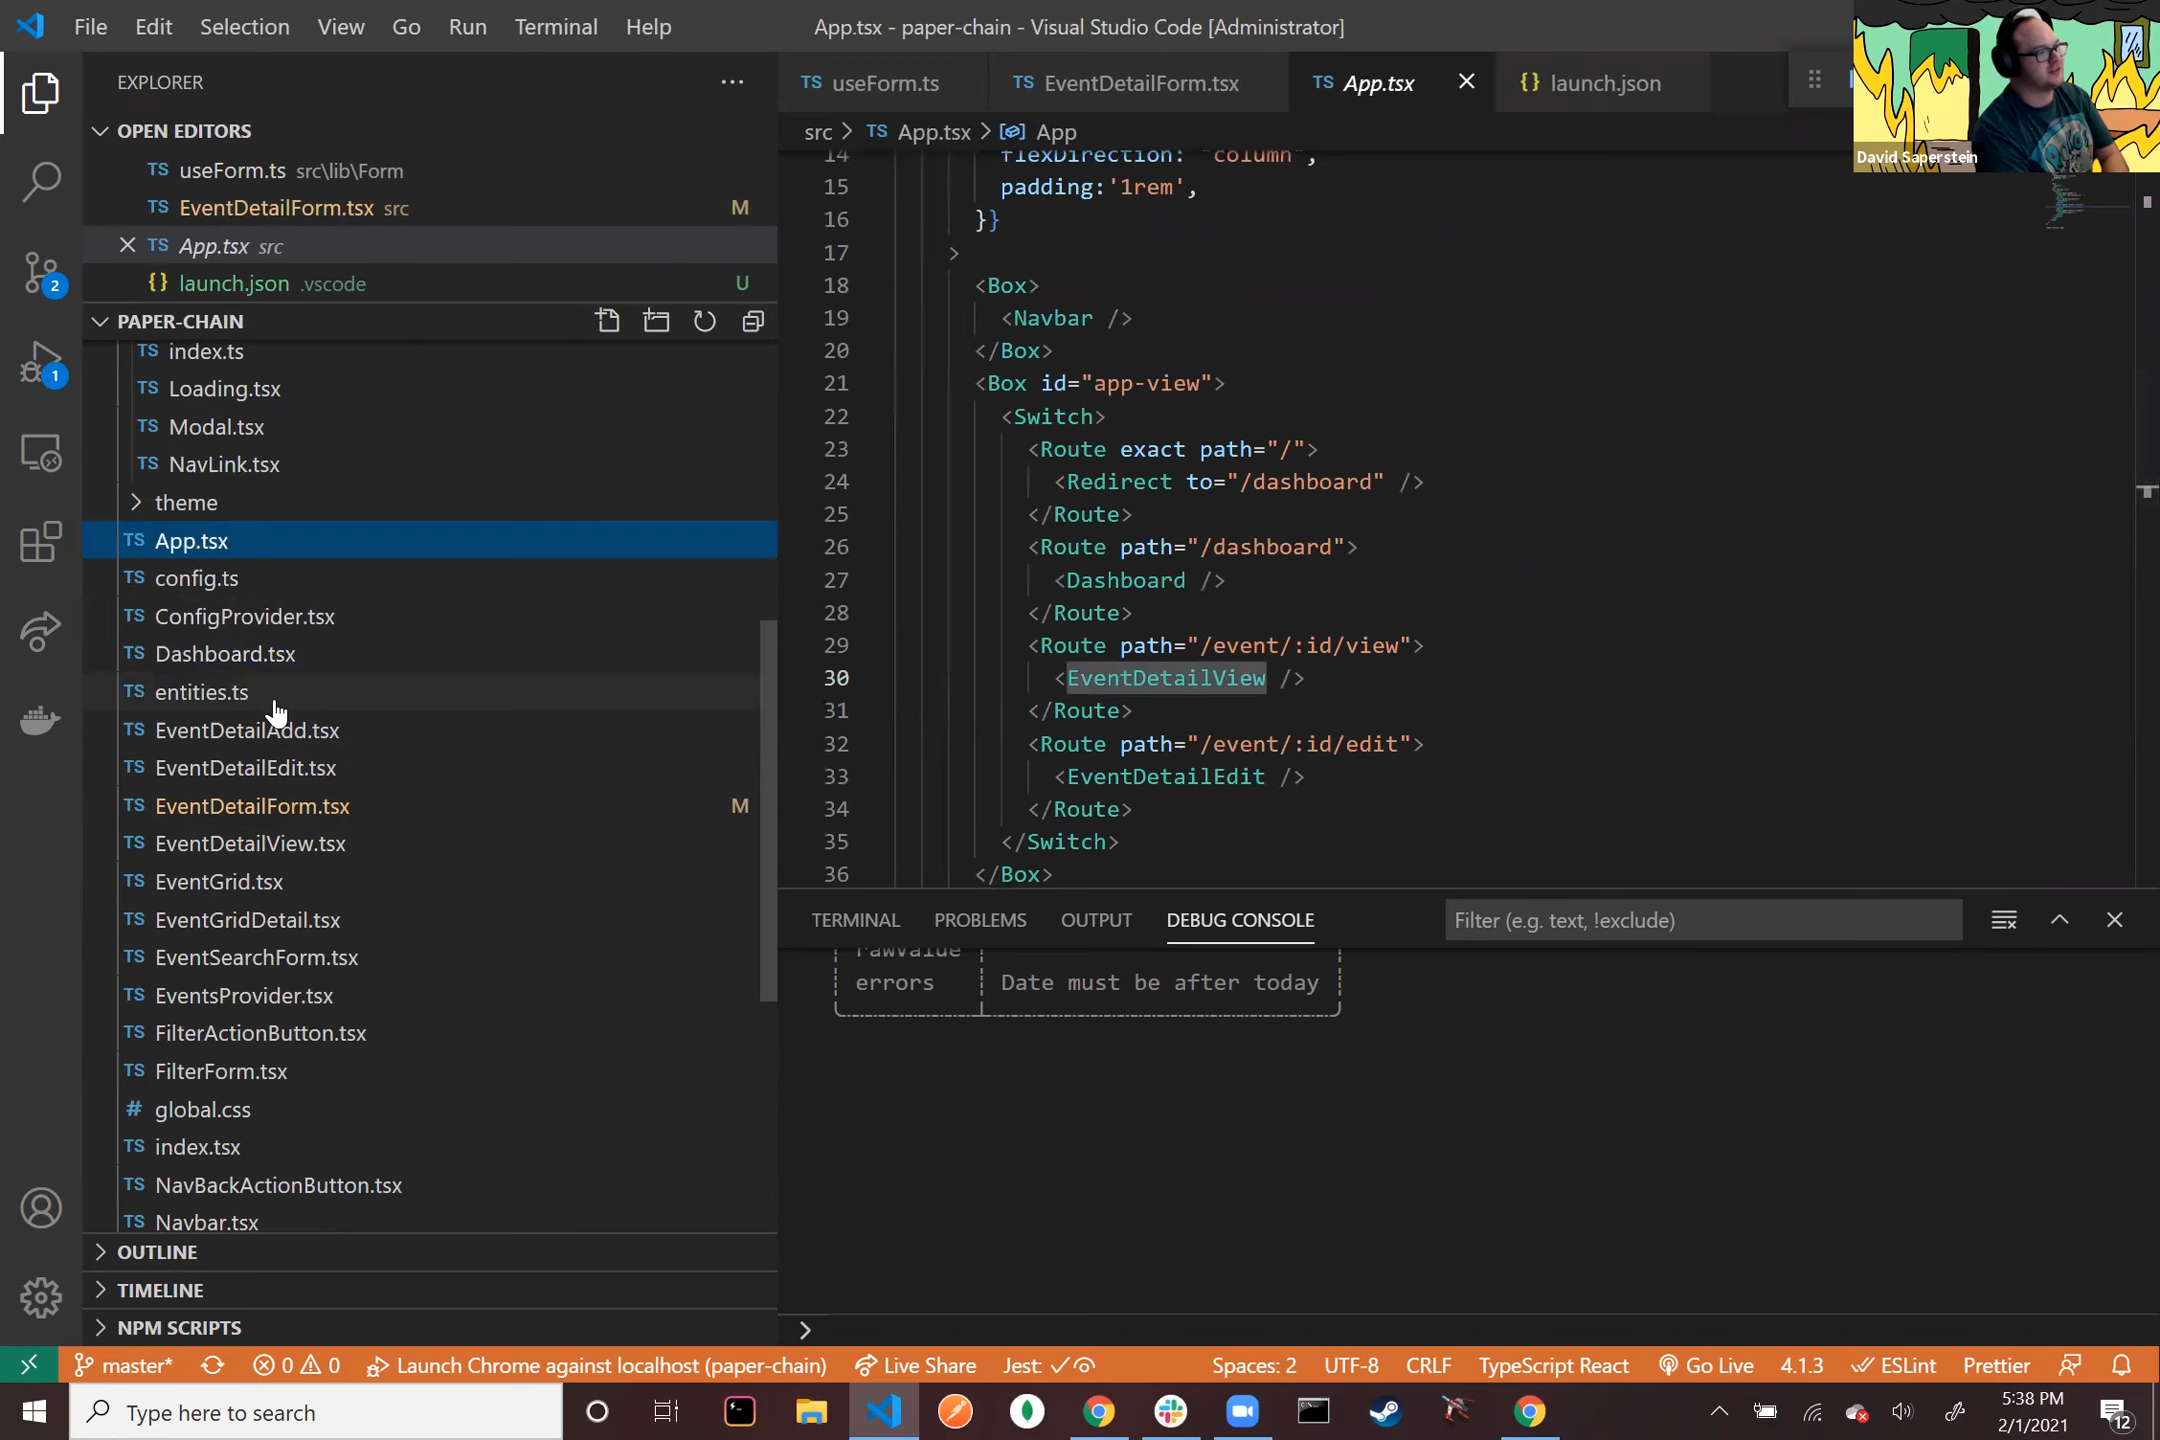 File Edit Selection View Go Run Terminal Help
App.tsx - paper-chain - Visual Studio Code [Administrator]
David Saperstein
EXPLORER
OPEN EDITORS
TS useForm.ts src\lib\Form
TS EventDetailForm.tsx src M
TS App.tsx src
{} launch.json .vscode U
PAPER-CHAIN
TS index.ts
TS Loading.tsx
TS Modal.tsx
TS NavLink.tsx
theme
TS App.tsx
TS config.ts
TS ConfigProvider.tsx
TS Dashboard.tsx
TS entities.ts
TS EventDetailAdd.tsx
TS EventDetailEdit.tsx
TS EventDetailForm.tsx M
TS EventDetailView.tsx
TS EventGrid.tsx
TS EventGridDetail.tsx
TS EventSearchForm.tsx
TS EventsProvider.tsx
TS FilterActionButton.tsx
TS FilterForm.tsx
# global.css
TS index.tsx
TS NavBackActionButton.tsx
TS Navbar.tsx
OUTLINE
TIMELINE
NPM SCRIPTS
2
1
TS useForm.ts TS EventDetailForm.tsx TS App.tsx {} launch.json
src > TS App.tsx > App
14 flexDirection: "column",
15 padding:'1rem',
16 }}
17 >
18 <Box>
19 <Navbar />
20 </Box>
21 <Box id="app-view">
22 <Switch>
23 <Route exact path="/">
24 <Redirect to="/dashboard" />
25 </Route>
26 <Route path="/dashboard">
27 <Dashboard />
28 </Route>
29 <Route path="/event/:id/view">
30 <EventDetailView />
31 </Route>
32 <Route path="/event/:id/edit">
33 <EventDetailEdit />
34 </Route>
35 </Switch>
36 </Box>
TERMINAL PROBLEMS OUTPUT DEBUG CONSOLE Filter (e.g. text, !exclude)
rawValue
errors Date must be after today
master* 0 0 Launch Chrome against localhost (paper-chain) Live Share Jest: Spaces: 2 UTF-8 CRLF TypeScript React Go Live 4.1.3 ESLint Prettier
Type here to search
5:38 PM
2/1/2021
12